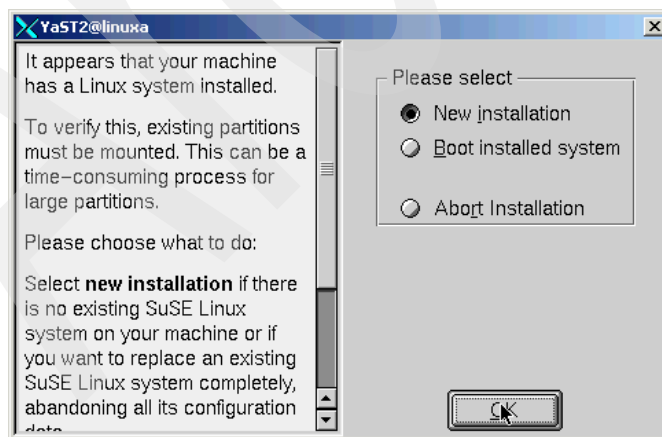 YaST2@linuxa
It appears that your machine
has a Linux system installed.
To verify this, existing partitions
must be mounted. This can be a
time-consuming process for
large partitions.
Please choose what to do:
Select new installation if there
is no existing SuSE Linux
system on your machine or if
you want to replace an existing
SuSE Linux system completely,
abandoning all its configuration
data.
Please select
New installation
Boot installed system
Abort Installation
OK